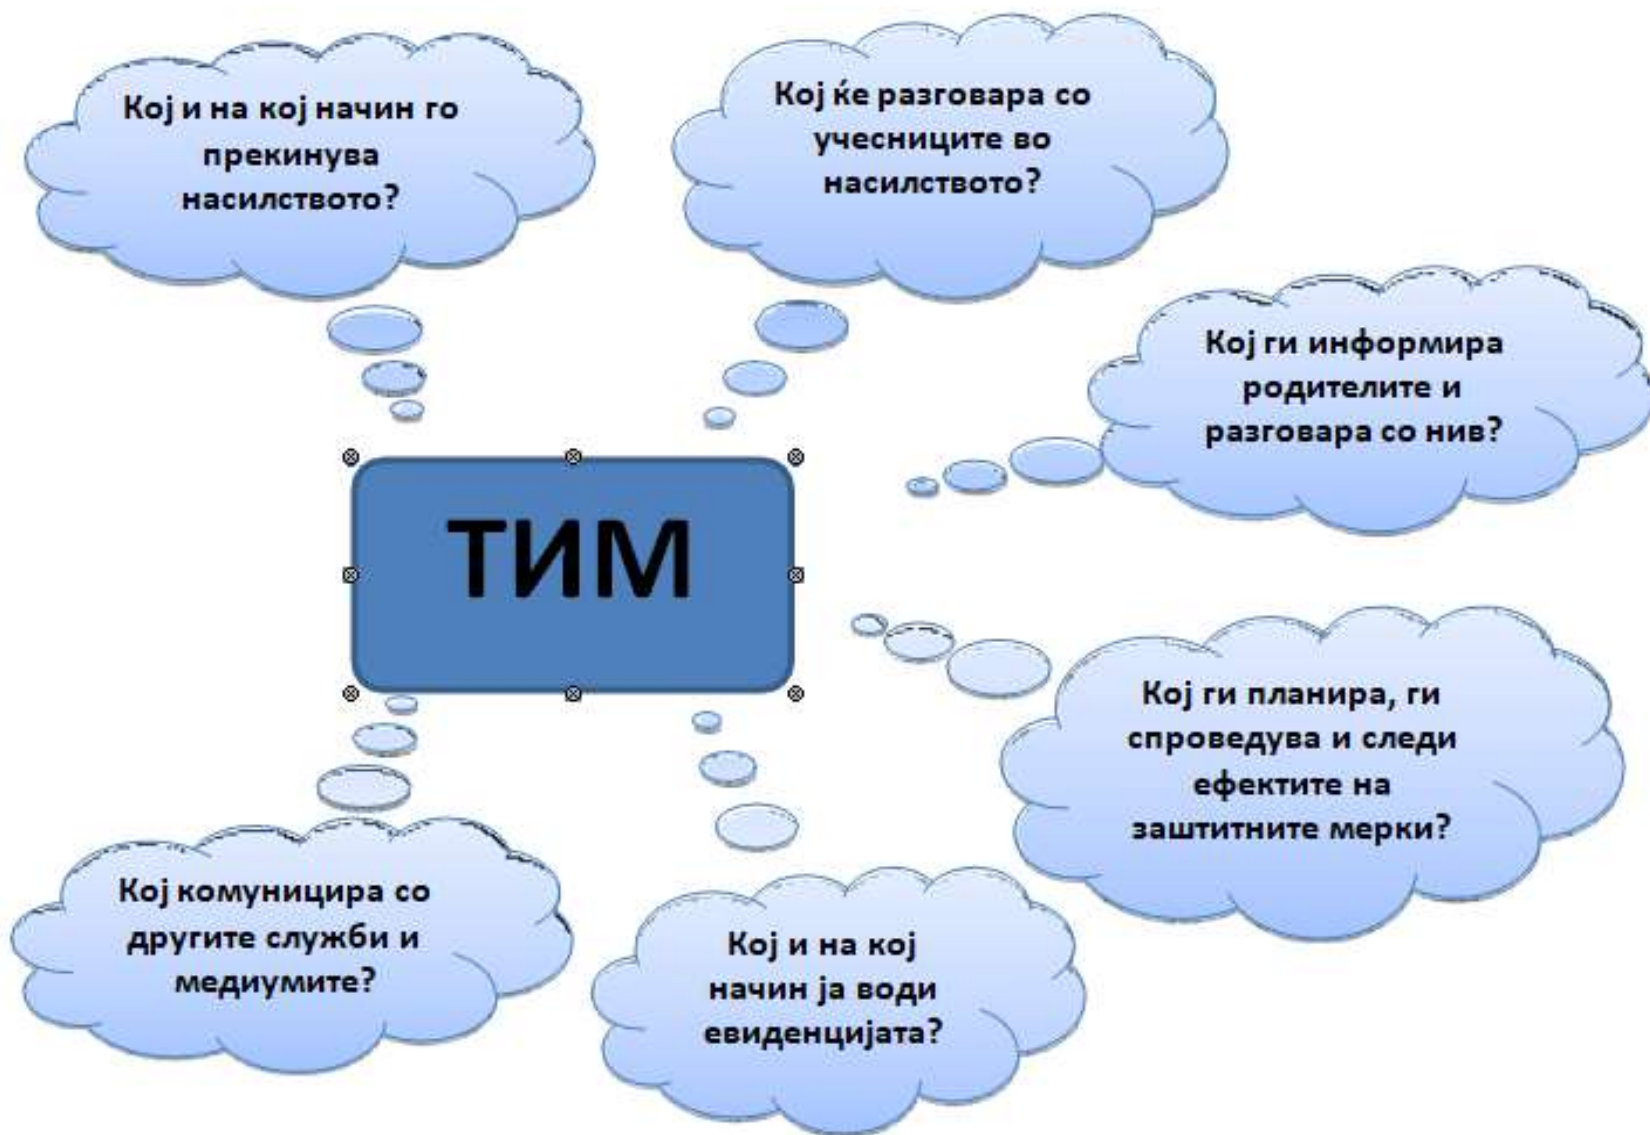 Кој и на кој начин го
прекинува
насилството?
Кој ќе разговара со
учесниците во
насилството?
Кој ги информира
родителите и
разговара со нив?
ТИМ
Кој ги планира, ги
спроведува и следи
ефектите на
заштитните мерки?
Кој комуницира со
другите служби и
медиумите?
Кој и на кој
начин ја води
евиденцијата?